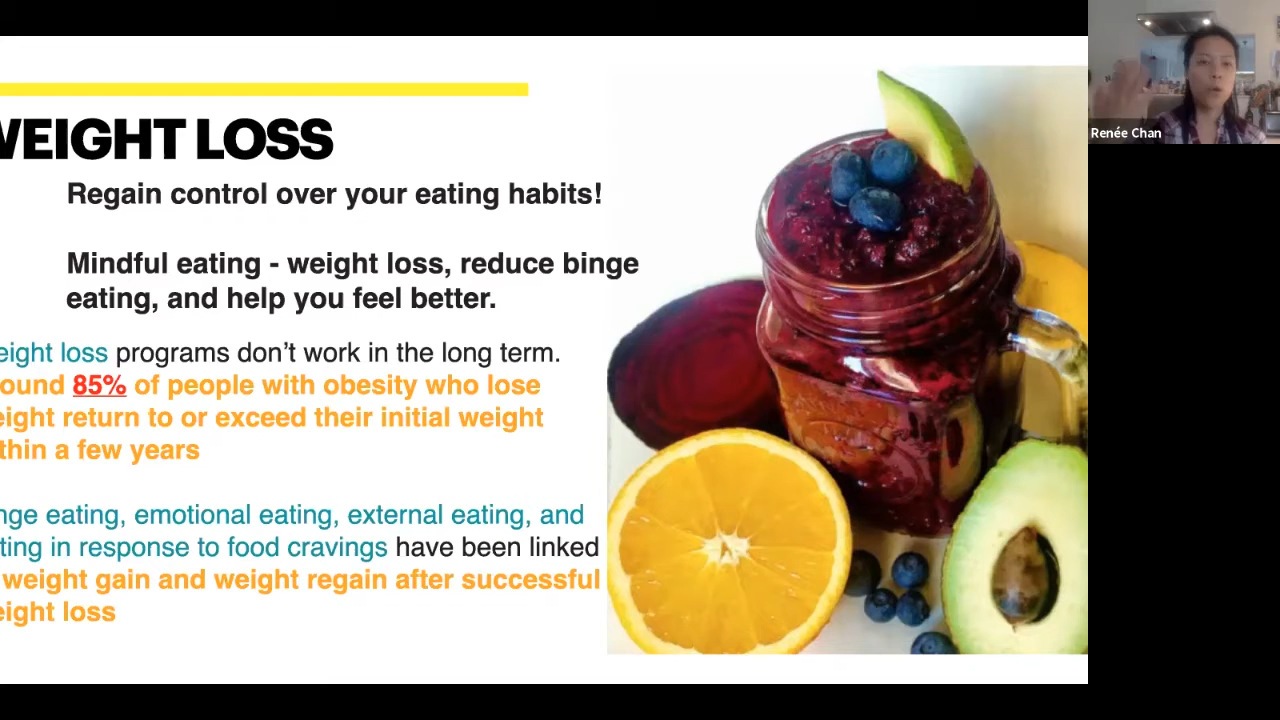 WEIGHT LOSS
Regain control over your eating habits!
Mindful eating - weight loss, reduce binge
eating, and help you feel better.
eight loss programs don’t work in the long term.
ound 85% of people with obesity who lose
eight return to or exceed their initial weight
thin a few years
nge eating, emotional eating, external eating, and
ting in response to food cravings have been linked
weight gain and weight regain after successful
eight loss
Renée Chan